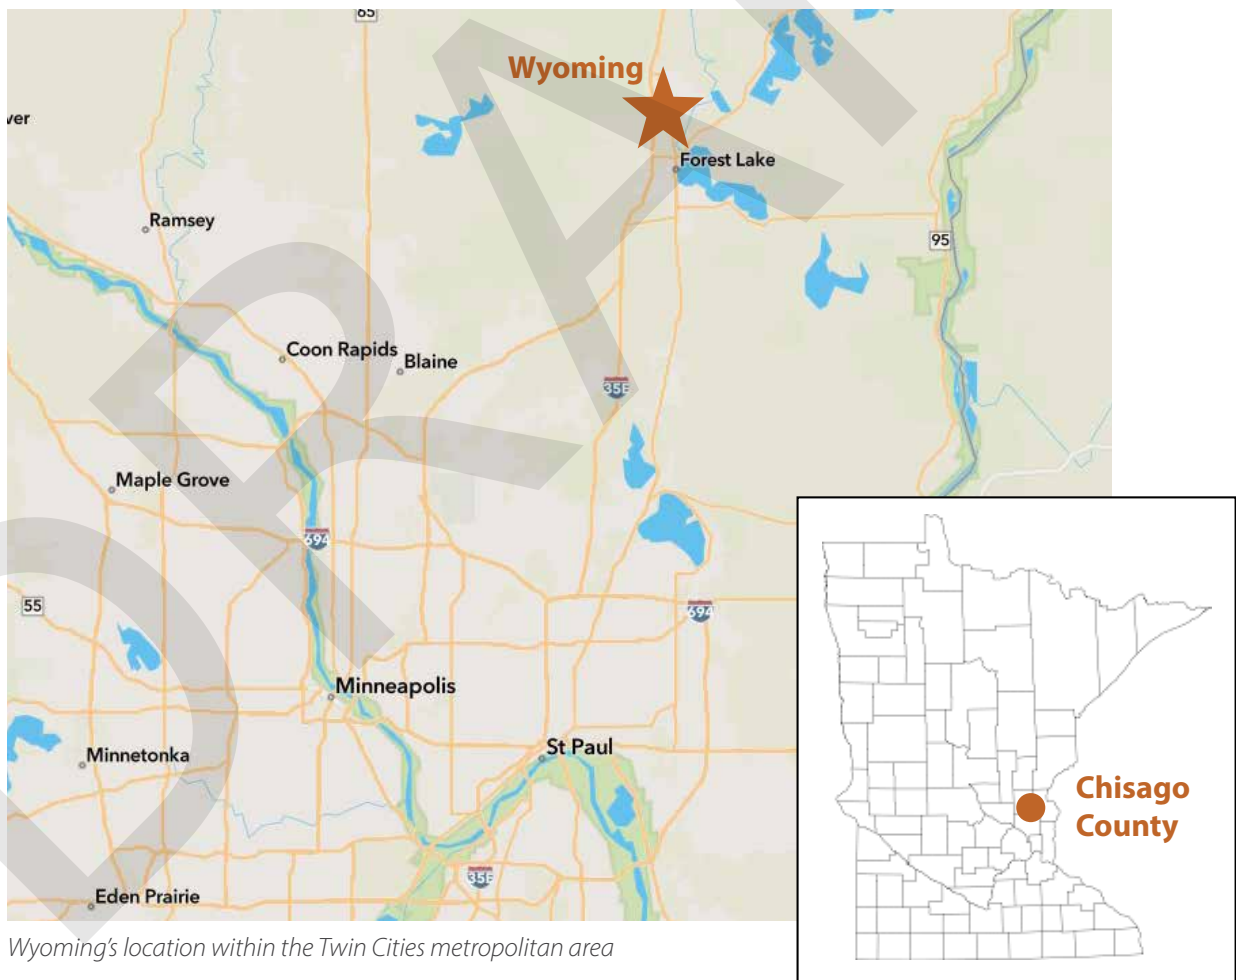 65
Wyoming
ver
Forest Lake
Ramsey
95
Coon Rapids
Blaine
35E
Maple Grove
694
55
694
Minneapolis
St Paul
Minnetonka
Chisago
County
35E
Eden Prairie
Wyoming's location within the Twin Cities metropolitan area
DRA